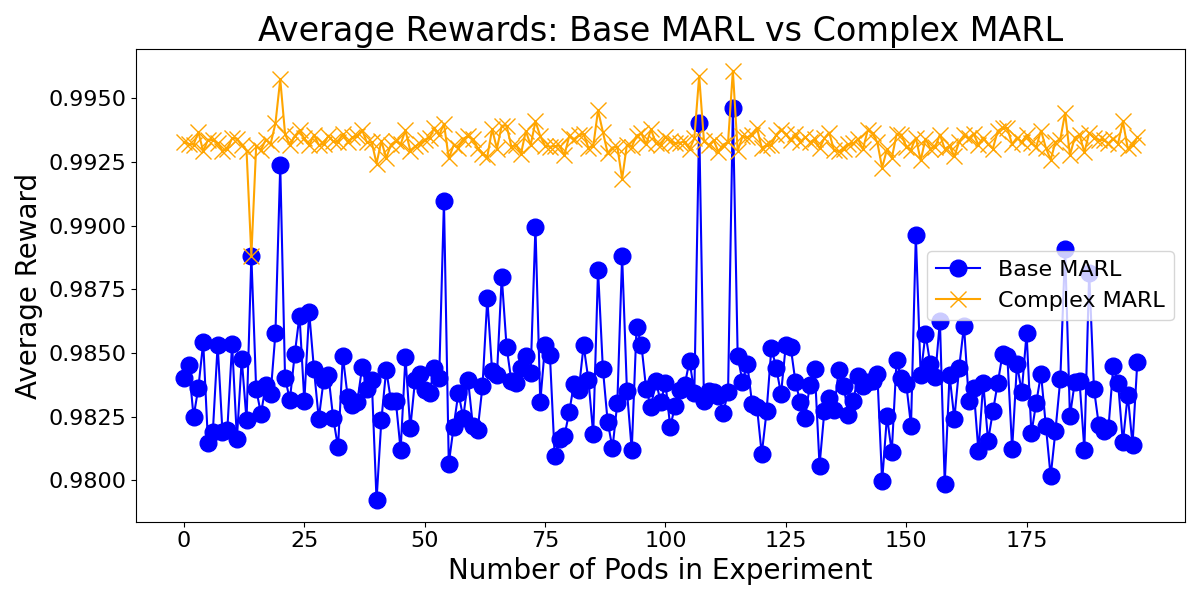 Average Rewards: Base MARL vs Complex MARL
Average Reward
0.9950
0.9925
0.9900
0.9875
0.9850
0.9825
0.9800
Base MARL
Complex MARL
0 25 50 75 100 125 150 175
Number of Pods in Experiment